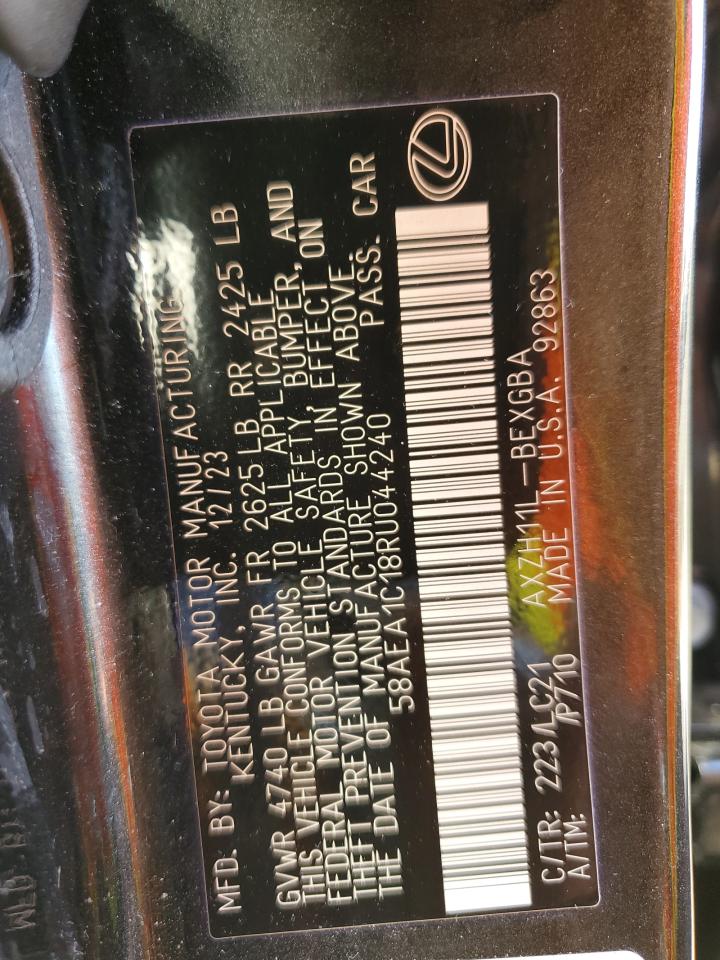 MFD. BY: TOYOTA MOTOR MANUFACTURING
KENTUCKY, INC. 12/23
GVWR 4740 LB GAWR FR 2625 LB RR 2425 LB
THIS VEHICLE CONFORMS TO ALL APPLICABLE
FEDERAL MOTOR VEHICLE SAFETY, BUMPER, AND
THEFT PREVENTION STANDARDS IN EFFECT ON
THE DATE OF MANUFACTURE SHOWN ABOVE.
58AEA1C18RU044240 PASS. CAR
C/TR: 223/LC21 AXZH11L-BEXGBA
A/TM: /P710 MADE IN U.S.A. 92863